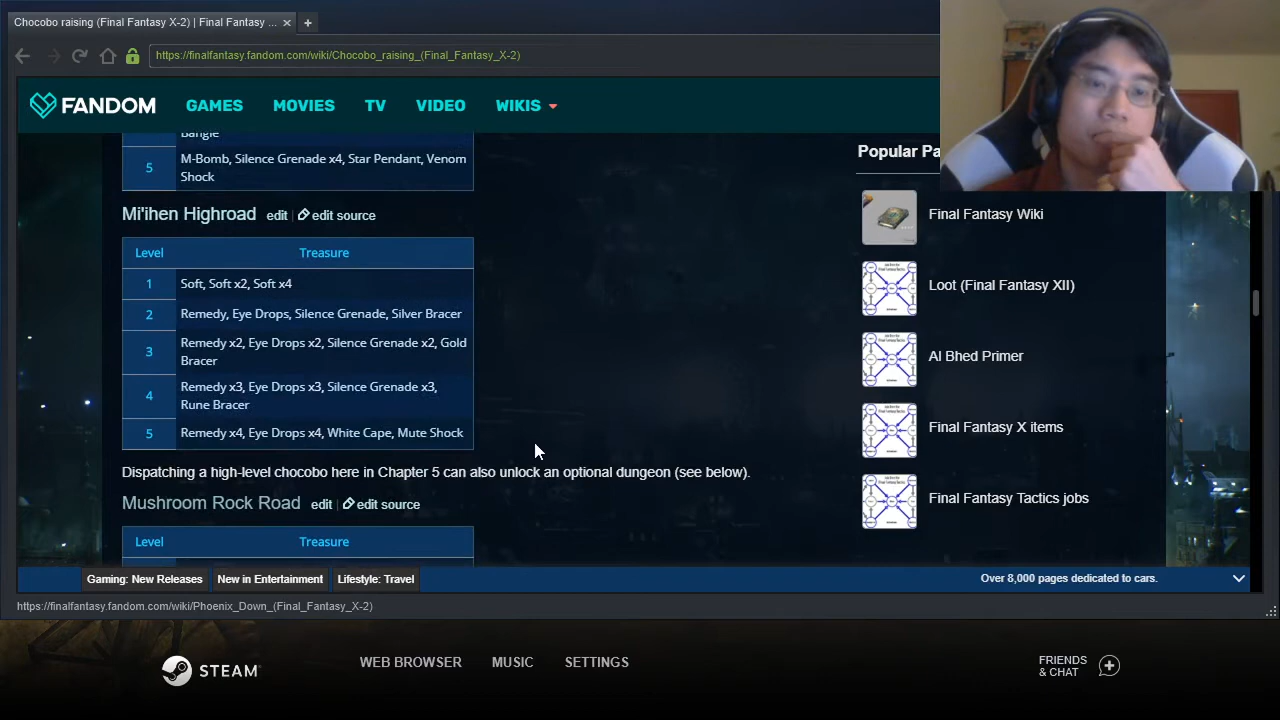 Chocobo raising (Final Fantasy X-2) | Final Fantasy ...
https://finalfantasy.fandom.com/wiki/Chocobo_raising_(Final_Fantasy_X-2)
FANDOM GAMES MOVIES TV VIDEO WIKIS
Bangle
5 M-Bomb, Silence Grenade x4, Star Pendant, Venom
Shock
Mi'ihen Highroad edit | edit source
Level Treasure
1 Soft, Soft x2, Soft x4
2 Remedy, Eye Drops, Silence Grenade, Silver Bracer
3 Remedy x2, Eye Drops x2, Silence Grenade x2, Gold
Bracer
4 Remedy x3, Eye Drops x3, Silence Grenade x3,
Rune Bracer
5 Remedy x4, Eye Drops x4, White Cape, Mute Shock
Dispatching a high-level chocobo here in Chapter 5 can also unlock an optional dungeon (see below).
Mushroom Rock Road edit | edit source
Level Treasure
Popular Pa
Final Fantasy Wiki
Loot (Final Fantasy XII)
Al Bhed Primer
Final Fantasy X items
Final Fantasy Tactics jobs
Gaming: New Releases New in Entertainment Lifestyle: Travel Over 8,000 pages dedicated to cars.
https://finalfantasy.fandom.com/wiki/Phoenix_Down_(Final_Fantasy_X-2)
STEAM WEB BROWSER MUSIC SETTINGS FRIENDS
& CHAT